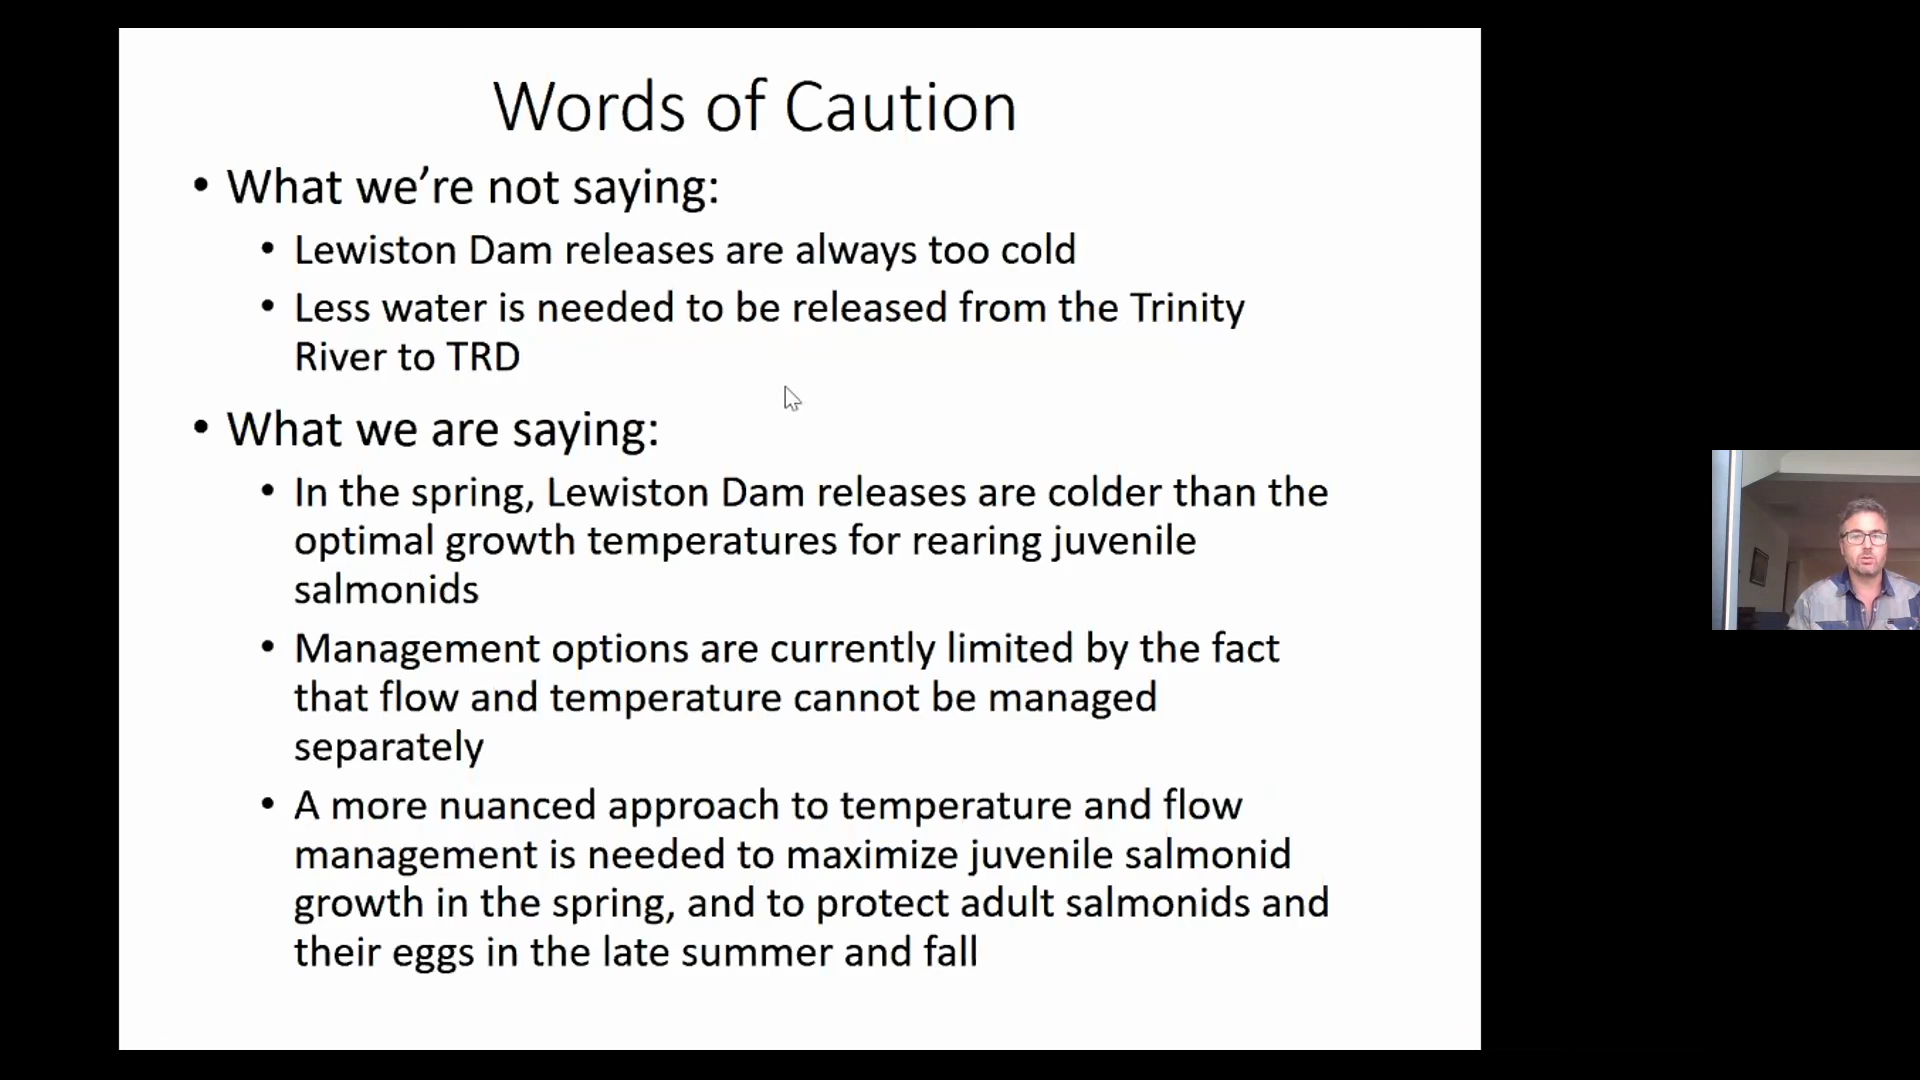 Words of Caution
• What we're not saying:
• Lewiston Dam releases are always too cold
• Less water is needed to be released from the Trinity
River to TRD
• What we are saying:
• In the spring, Lewiston Dam releases are colder than the
optimal growth temperatures for rearing juvenile
salmonids
• Management options are currently limited by the fact
that flow and temperature cannot be managed
separately
• A more nuanced approach to temperature and flow
management is needed to maximize juvenile salmonid
growth in the spring, and to protect adult salmonids and
their eggs in the late summer and fall